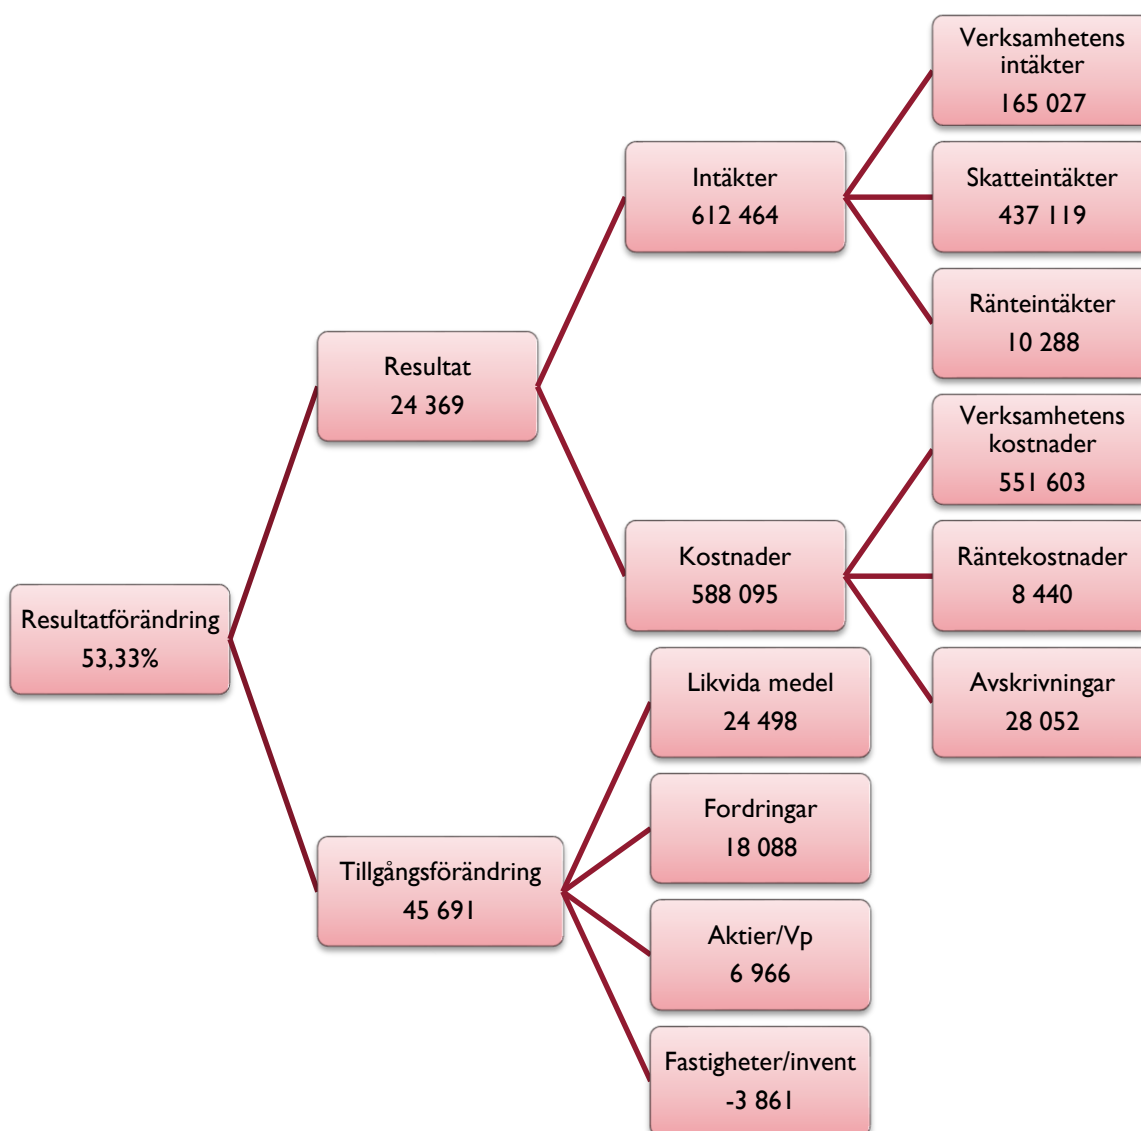 Verksamhetens
intäkter
165 027
Intäkter
612 464
Skatteintäkter
437 119
Ränteintäkter
10 288
Resultat
24 369
Verksamhetens
kostnader
551 603
Kostnader
588 095
Räntekostnader
8 440
Resultatförändring
53,33%
Likvida medel
24 498
Avskrivningar
28 052
Fordringar
18 088
Tillgångsförändring
45 691
Aktier/Vp
6 966
Fastigheter/invent
-3 861